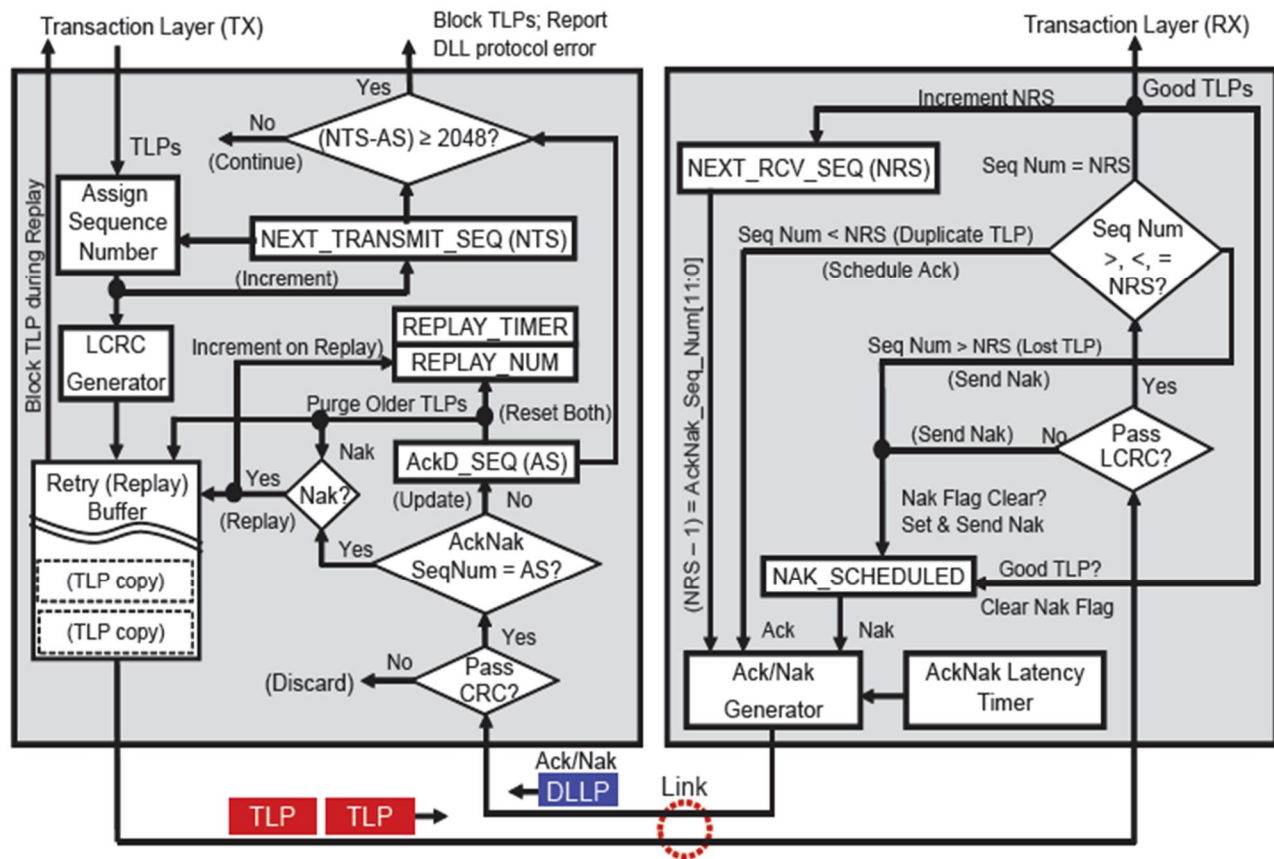 Transaction Layer (TX)
Block TLPs; Report
DLL protocol error
Yes
No
(Continue)
(NTS-AS) ≥ 2048?
TLPs
Assign
Sequence
Number
NEXT_TRANSMIT_SEQ (NTS)
(Increment)
Block TLP during Replay
LCRC
Generator
REPLAY_TIMER
Increment on Replay)
REPLAY_NUM
Purge Older TLPs
(Reset Both)
Nak
AckD_SEQ (AS)
Retry (Replay)
Buffer
Yes
Nak?
(Replay)
(Update)
No
Yes
AckNak
SeqNum = AS?
(TLP copy)
(TLP copy)
Yes
No
(Discard)
Pass
CRC?
Transaction Layer (RX)
Increment NRS
Good TLPs
NEXT_RCV_SEQ (NRS)
Seq Num = NRS
Seq Num < NRS (Duplicate TLP)
(Schedule Ack)
Seq Num
>, <, =
NRS?
Seq Num > NRS (Lost TLP)
(Send Nak)
Yes
(Send Nak)
No
Pass
LCRC?
(NRS – 1) = AckNak_Seq_Num[11:0]
Nak Flag Clear?
Set & Send Nak
NAK_SCHEDULED
Good TLP?
Clear Nak Flag
Ack
Nak
Ack/Nak
Generator
AckNak Latency
Timer
Ack/Nak
DLLP
Link
TLP
TLP